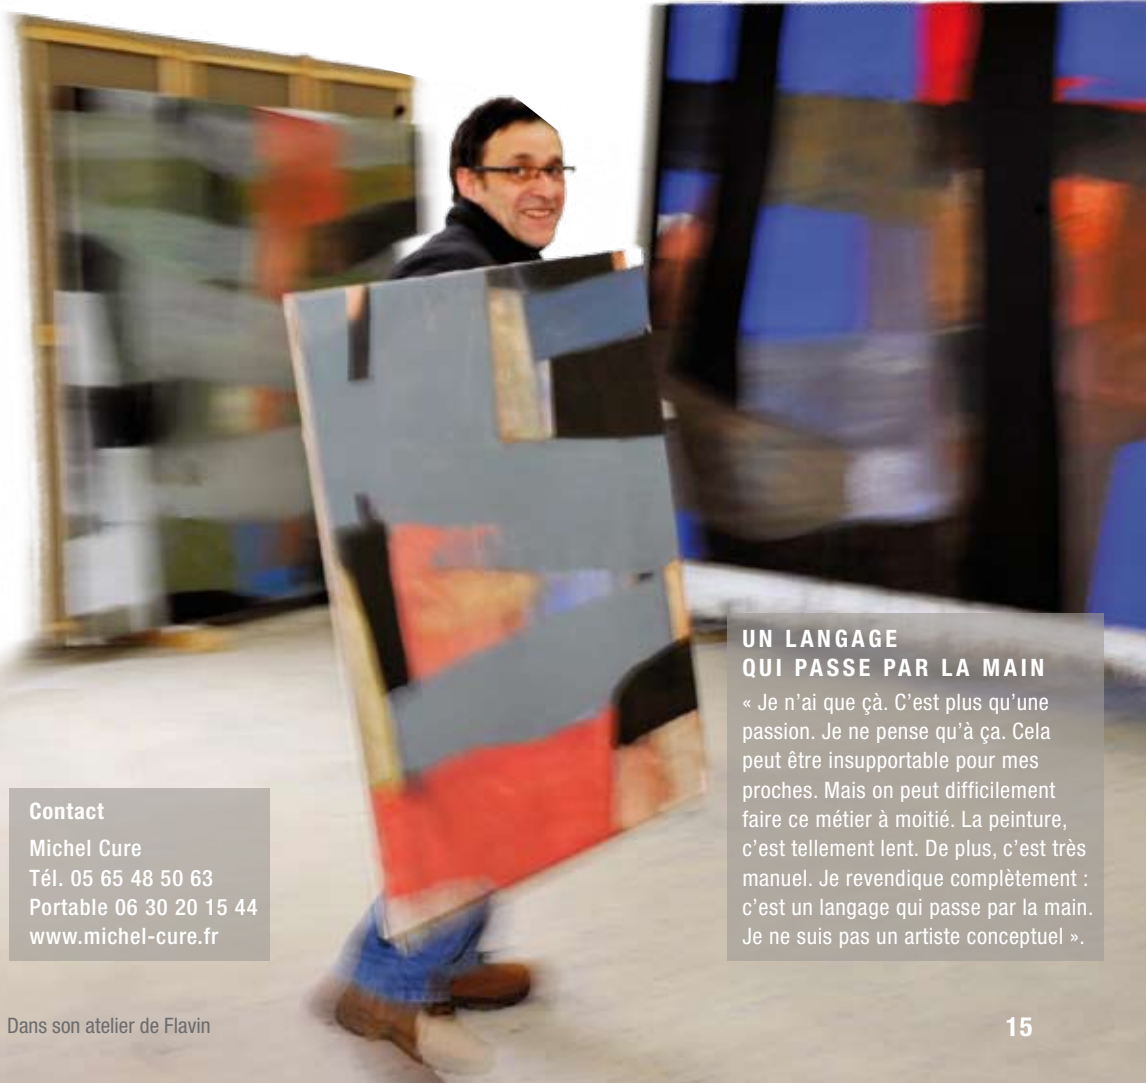 UN LANGAGE
QUI PASSE PAR LA MAIN
« Je n’ai que çà. C’est plus qu’une
passion. Je ne pense qu’à ça. Cela
peut être insupportable pour mes
proches. Mais on peut difficilement
faire ce métier à moitié. La peinture,
c’est tellement lent. De plus, c’est très
manuel. Je revendique complètement :
c’est un langage qui passe par la main.
Je ne suis pas un artiste conceptuel ».
Contact
Michel Cure
Tél. 05 65 48 50 63
Portable 06 30 20 15 44
www.michel-cure.fr
Dans son atelier de Flavin
15